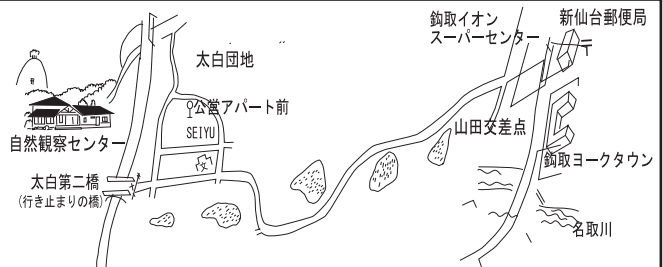 鈎取イオン
スーパーセンター
新仙台郵便局
〒
太白団地
公営アパート前
SEIYU
山田交差点
自然観察センター
鈎取ヨークタウン
太白第二橋
(行き止まりの橋)
名取川